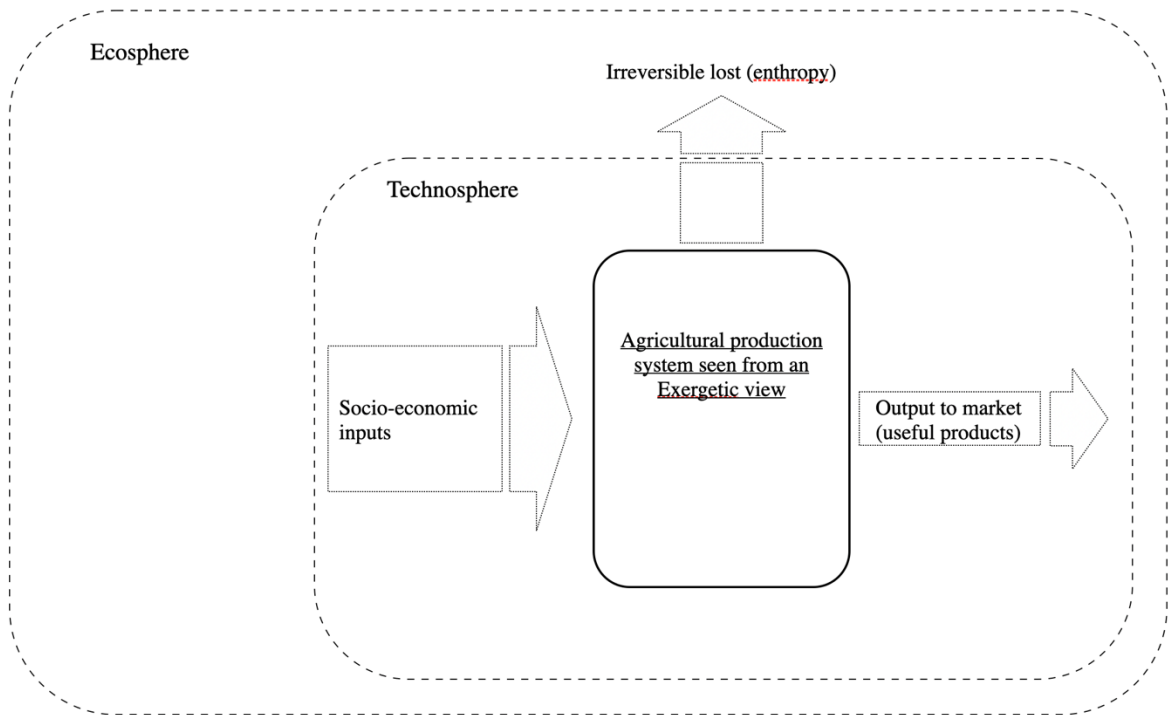 Ecosphere
Irreversible lost (enthropy)
Technosphere
Agricultural production
system seen from an
Exergetic view
Socio-economic
inputs
Output to market
(useful products)